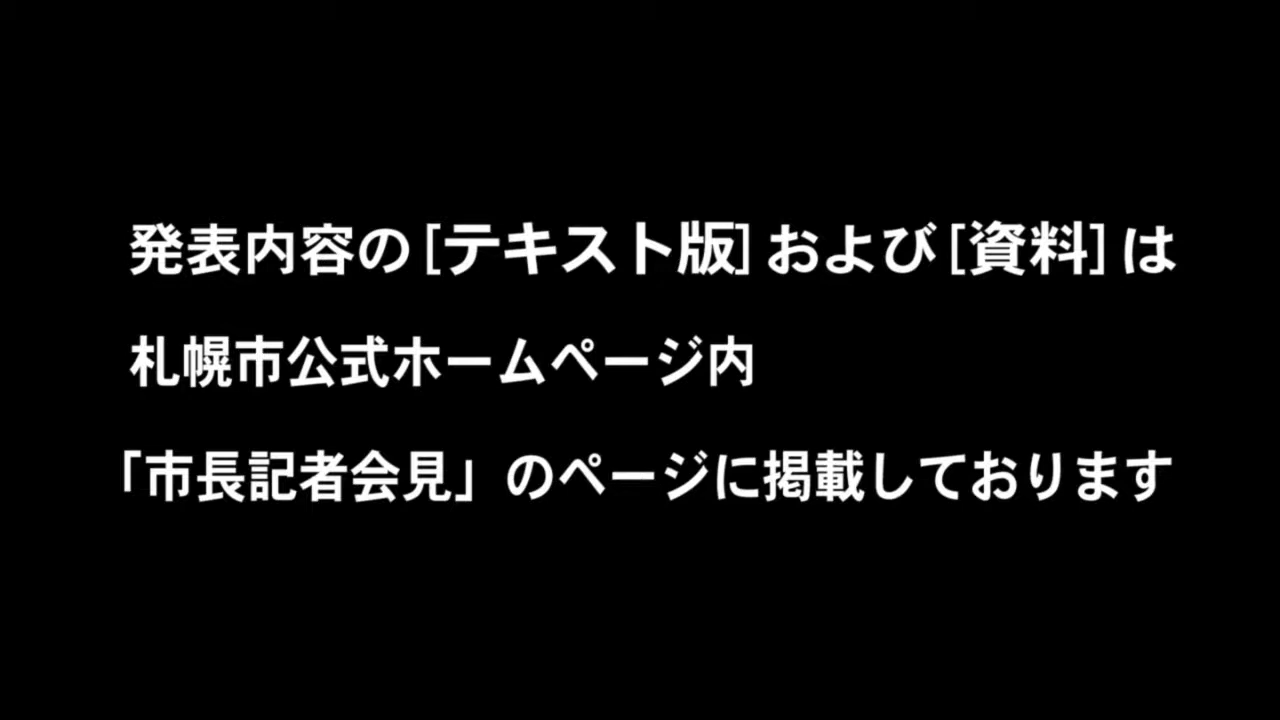 発表内容の[テキスト版]および[資料]は
札幌市公式ホームページ内
「市長記者会見」のページに掲載しております